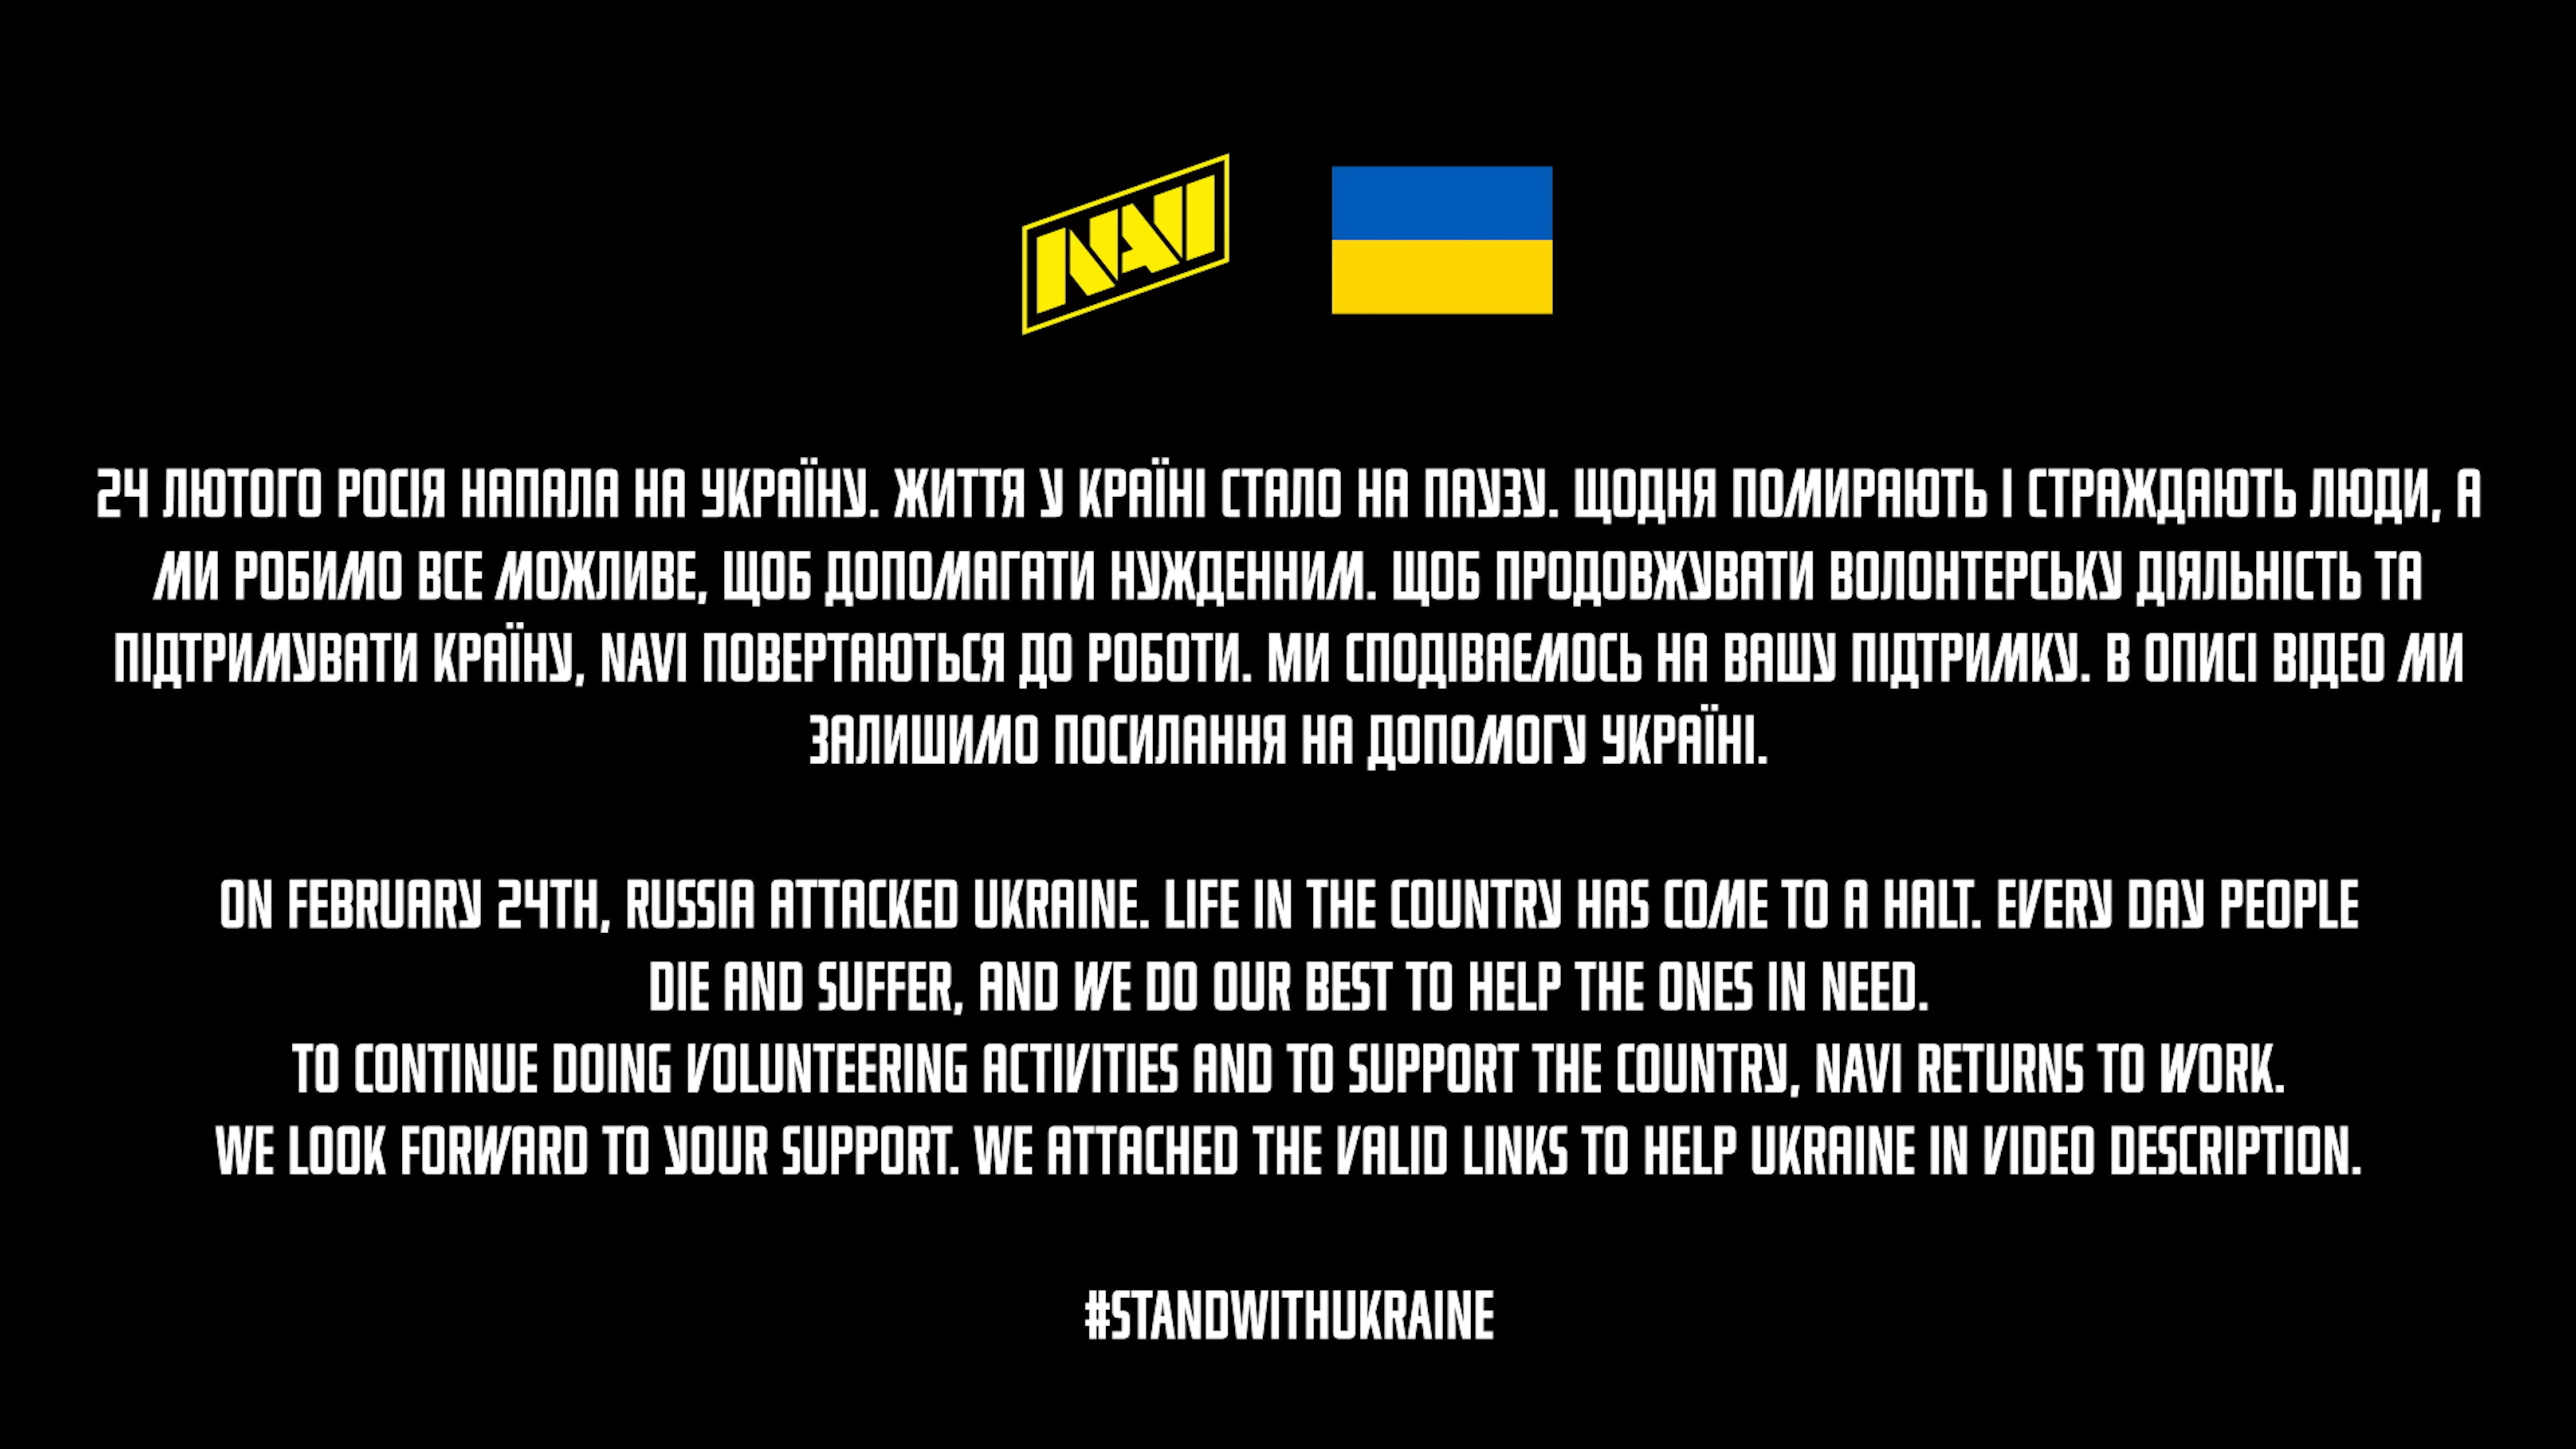 NAVI
24 ЛЮТОГО РОСІЯ НАПАЛА НА УКРАЇНУ. ЖИТТЯ У КРАЇНІ СТАЛО НА ПАУЗУ. ЩОДНЯ ПОМИРАЮТЬ І СТРАЖДАЮТЬ ЛЮДИ, А
МИ РОБИМО ВСЕ МОЖЛИВЕ, ЩОБ ДОПОМАГАТИ НУЖДЕННИМ. ЩОБ ПРОДОВЖУВАТИ ВОЛОНТЕРСЬКУ ДІЯЛЬНІСТЬ ТА
ПІДТРИМУВАТИ КРАЇНУ, NAVI ПОВЕРТАЮТЬСЯ ДО РОБОТИ. МИ СПОДІВАЄМОСЬ НА ВАШУ ПІДТРИМКУ. В ОПИСІ ВІДЕО МИ
ЗАЛИШИМО ПОСИЛАННЯ НА ДОПОМОГУ УКРАЇНІ.
ON FEBRUARY 24TH, RUSSIA ATTACKED UKRAINE. LIFE IN THE COUNTRY HAS COME TO A HALT. EVERY DAY PEOPLE
DIE AND SUFFER, AND WE DO OUR BEST TO HELP THE ONES IN NEED.
TO CONTINUE DOING VOLUNTEERING ACTIVITIES AND TO SUPPORT THE COUNTRY, NAVI RETURNS TO WORK.
WE LOOK FORWARD TO YOUR SUPPORT. WE ATTACHED THE VALID LINKS TO HELP UKRAINE IN VIDEO DESCRIPTION.
#STANDWITHUKRAINE